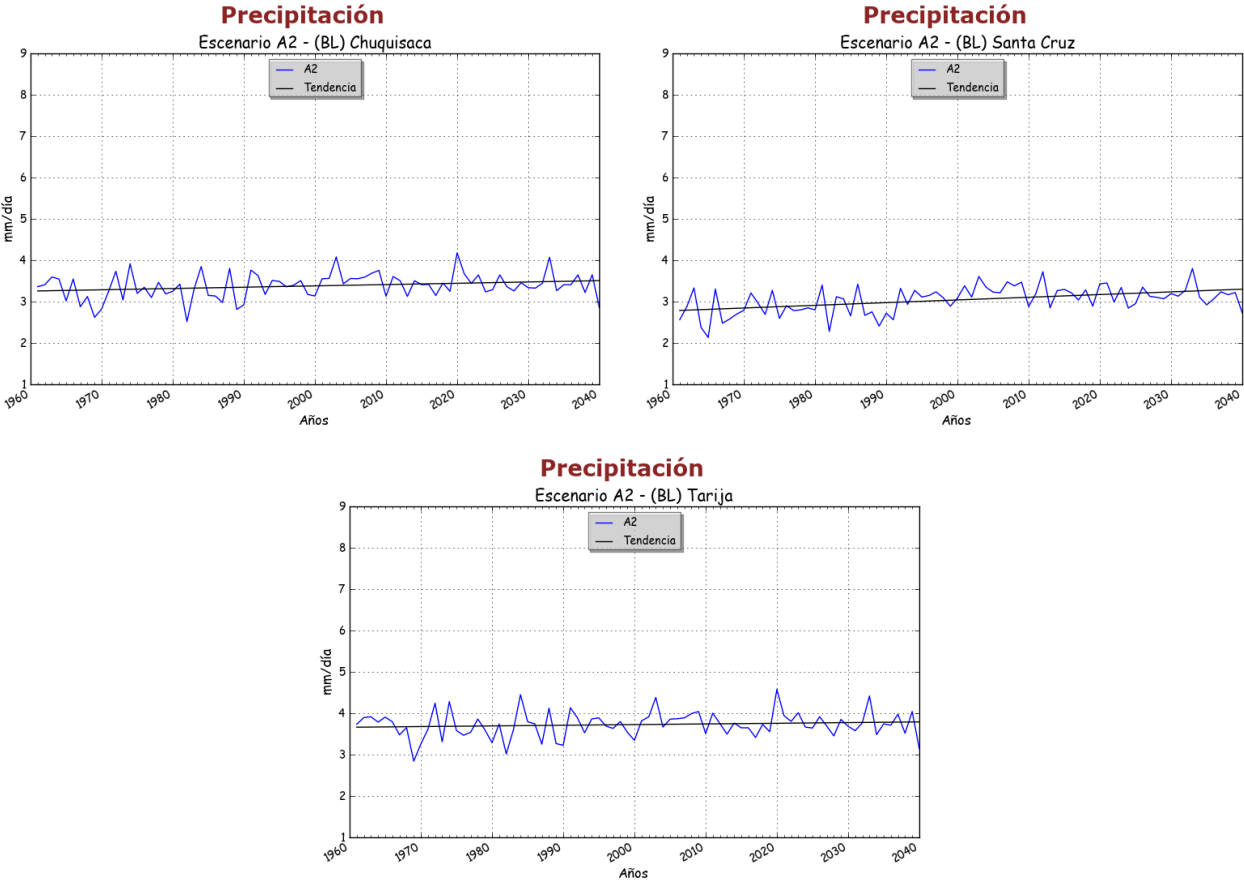 Precipitación
Escenario A2 - (BL) Chuquisaca
A2
Tendencia
mm/día
9
8
7
6
5
4
3
2
1
1960 1970 1980 1990 2000 2010 2020 2030 2040
Años
Precipitación
Escenario A2 - (BL) Santa Cruz
A2
Tendencia
mm/día
9
8
7
6
5
4
3
2
1
1960 1970 1980 1990 2000 2010 2020 2030 2040
Años
Precipitación
Escenario A2 - (BL) Tarija
A2
Tendencia
mm/día
9
8
7
6
5
4
3
2
1
1960 1970 1980 1990 2000 2010 2020 2030 2040
Años